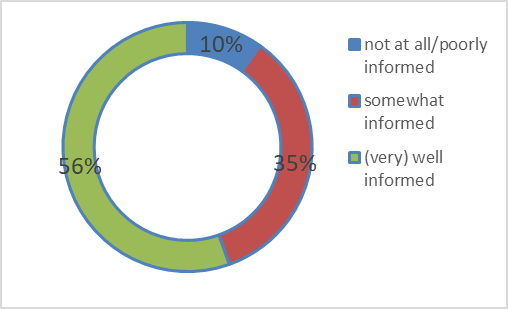 10%
35%
56%
not at all/poorly
informed
somewhat
informed
(very) well
informed